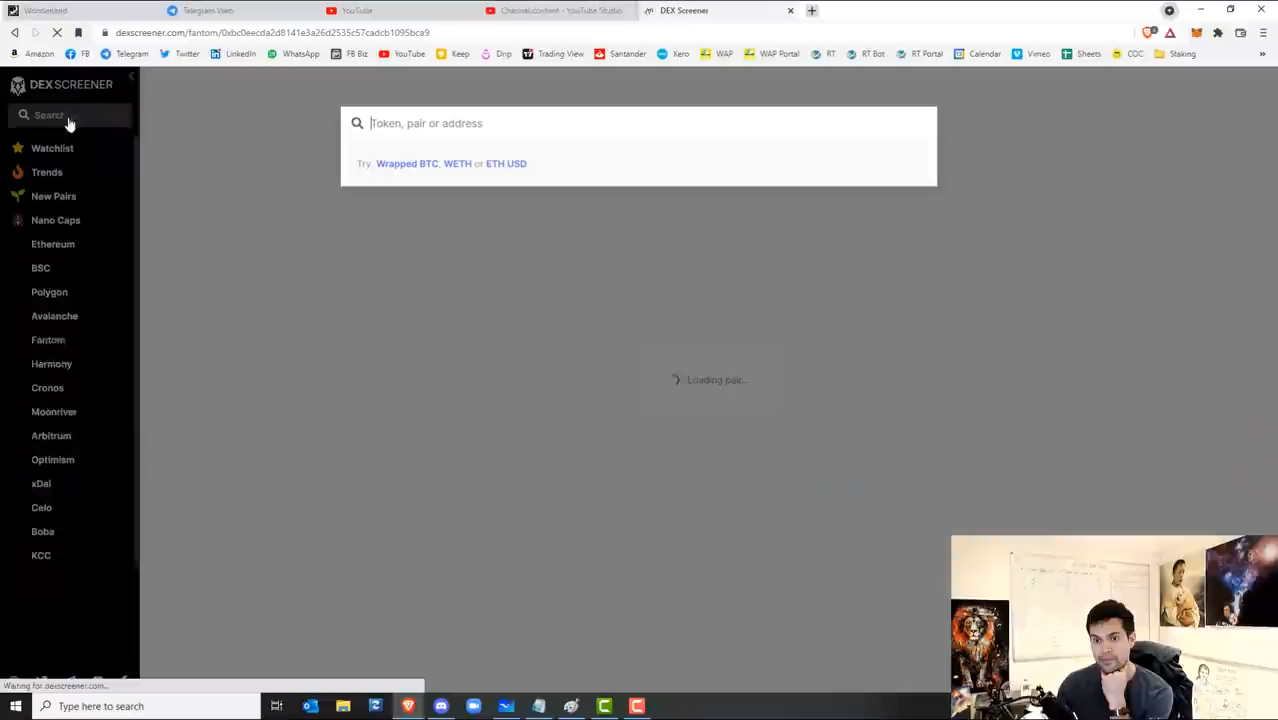 Wonderland
Telegram Web
YouTube
Channel content - YouTube Studio
DEX Screener
dexscreener.com/fantom/0xbc0eecda2d8141e3a26d2535c57cadcb1095bca9
Amazon
FB
Telegram
Twitter
LinkedIn
WhatsApp
FB Biz
YouTube
Keep
Drip
Trading View
Santander
Xero
WAP
WAP Portal
RT
RT Bot
RT Portal
Calendar
Vimeo
Sheets
COC
Staking
DEX SCREENER
Search
Token, pair or address
Try Wrapped BTC, WETH or ETH USD
Watchlist
Trends
New Pairs
Nano Caps
Ethereum
BSC
Polygon
Avalanche
Fantom
Harmony
Cronos
Moonriver
Arbitrum
Optimism
xDai
Celo
Boba
KCC
Loading pair...
Waiting for dexscreener.com...
Type here to search